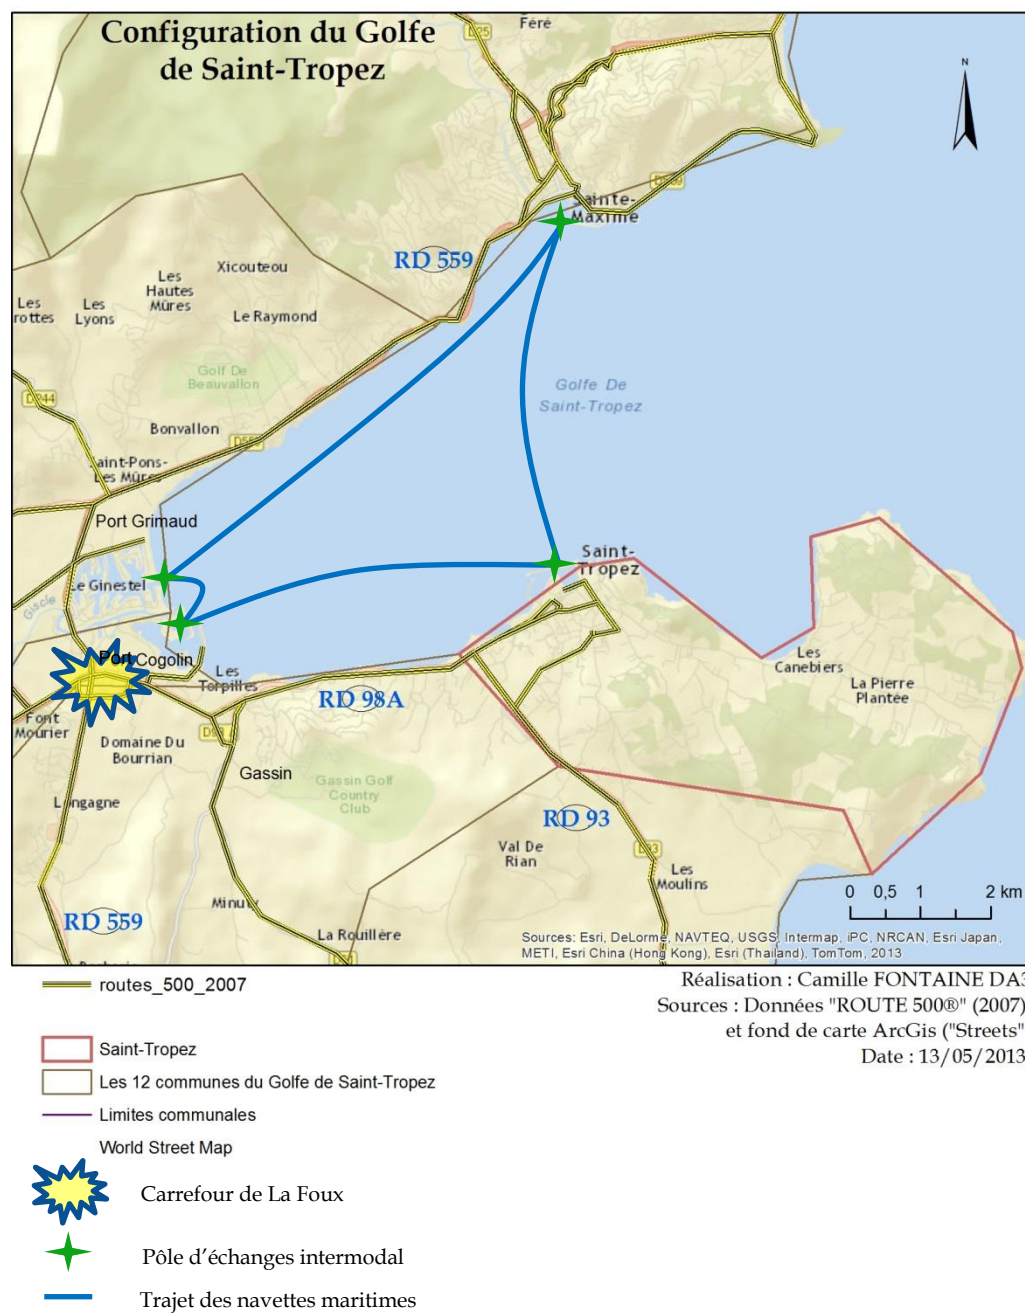 Configuration du Golfe
de Saint-Tropez
Féré
D25
N
Sainte-
Maxime
RD 559
Xicouteou
Les
Hautes
Mûres
Les
Lyons
Les
Le Raymond
Golf De
Beauvallon
Golfe De
Saint-Tropez
D244
Bonvallon
Saint-Pons-
Les Mûres
Port Grimaud
Saint-
Tropez
Le Ginestel
Giscle
Port Cogolin
Les
Torpilles
Les
Canebiers
La Pierre
Plantée
RD 98A
Font
Mourier
Domaine Du
Bourrian
Gassin
Gassin Golf
Country
Club
Longagne
RD 93
Val De
Rian
D93
Les
Moulins
RD 559
Minuty
La Rouillère
0 0,5 1 2 km
Sources: Esri, DeLorme, NAVTEQ, USGS, Intermap, iPC, NRCAN, Esri Japan,
METI, Esri China (Hong Kong), Esri (Thailand), TomTom, 2013
routes_500_2007
Réalisation : Camille FONTAINE DA3
Sources : Données "ROUTE 500®" (2007)
et fond de carte ArcGis ("Streets"
Date : 13/05/2013
Saint-Tropez
Les 12 communes du Golfe de Saint-Tropez
Limites communales
World Street Map
Carrefour de La Foux
Pôle d'échanges intermodal
Trajet des navettes maritimes